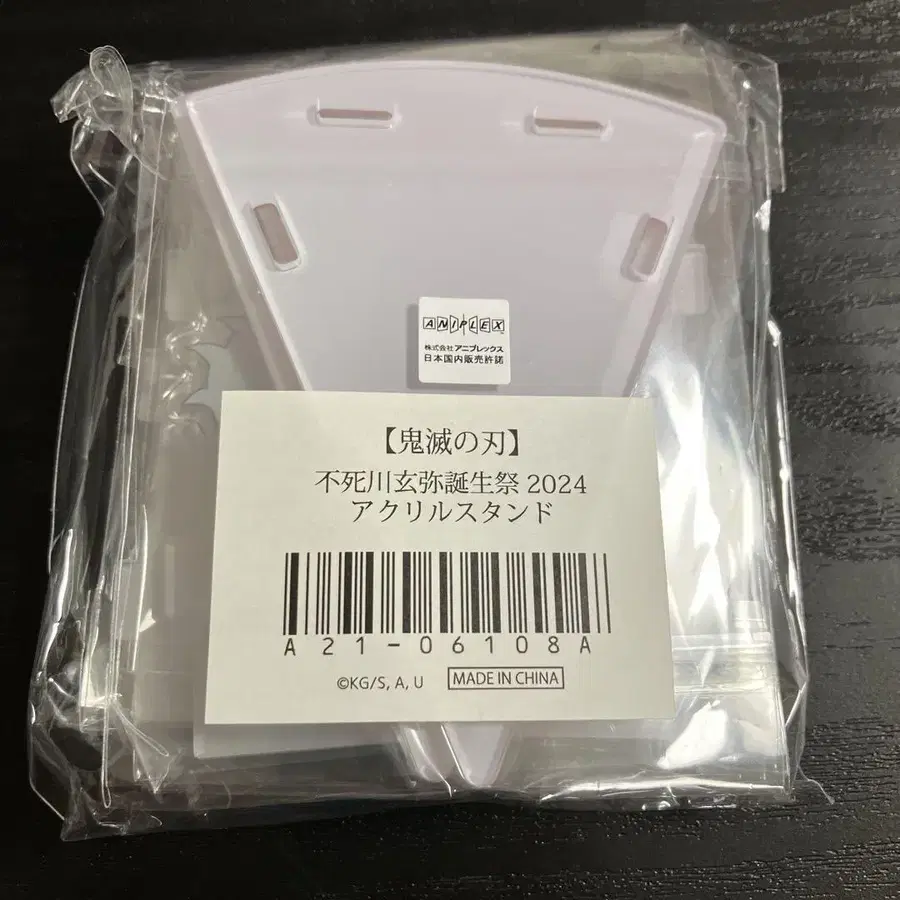 ANIPLEX
株式会社アニプレックス
日本国内販売許諾
【鬼滅の刃】
不死川玄弥誕生祭 2024
アクリルスタンド
A21-06108A
©KG/S, A, U MADE IN CHINA